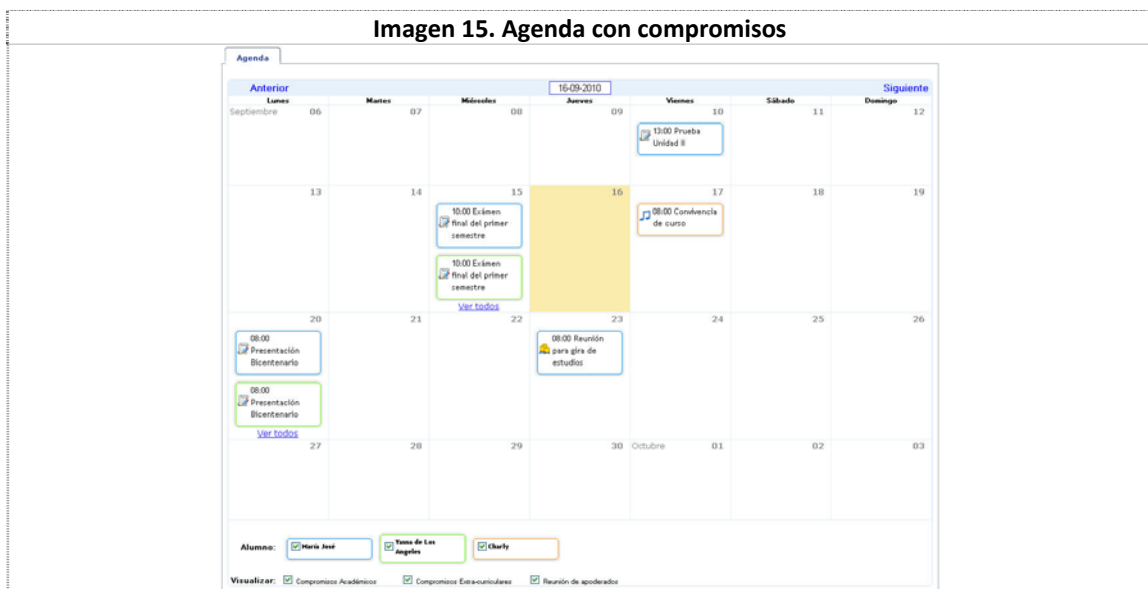 Imagen 15. Agenda con compromisos
Agenda
Anterior 16-09-2010 Siguiente
Lunes Martes Miércoles Jueves Viernes Sábado Domingo
Septiembre 06 07 08 09 10 11 12
13:00 Prueba
Unidad II
13 14 15 16 17 18 19
10:00 Exámen
final del primer
semestre
08:00 Convivencia
de curso
10:00 Exámen
final del primer
semestre
Ver todos
20 21 22 23 24 25 26
08:00
Presentación
Bicentenario
08:00 Reunión
para gira de
estudios
08:00
Presentación
Bicentenario
Ver todos
27 28 29 30 Octubre 01 02 03
Alumno: María José
Yanna de Los
Angeles
Charly
Visualizar: Compromisos Académicos Compromisos Extra-curriculares Reunión de apoderados